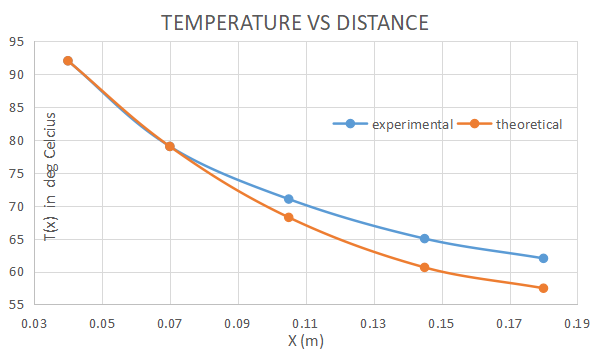 TEMPERATURE VS DISTANCE
95
90
85
80
75
70
65
60
55
T(x) in deg Celcius
experimental theoretical
0.03 0.05 0.07 0.09 0.11 0.13 0.15 0.17 0.19
X (m)